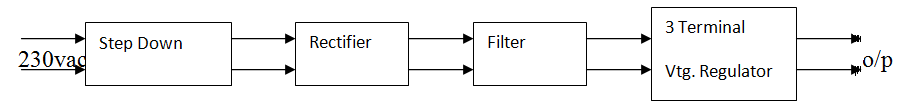 230vac
Step Down
Rectifier
Filter
3 Terminal
Vtg. Regulator
o/p